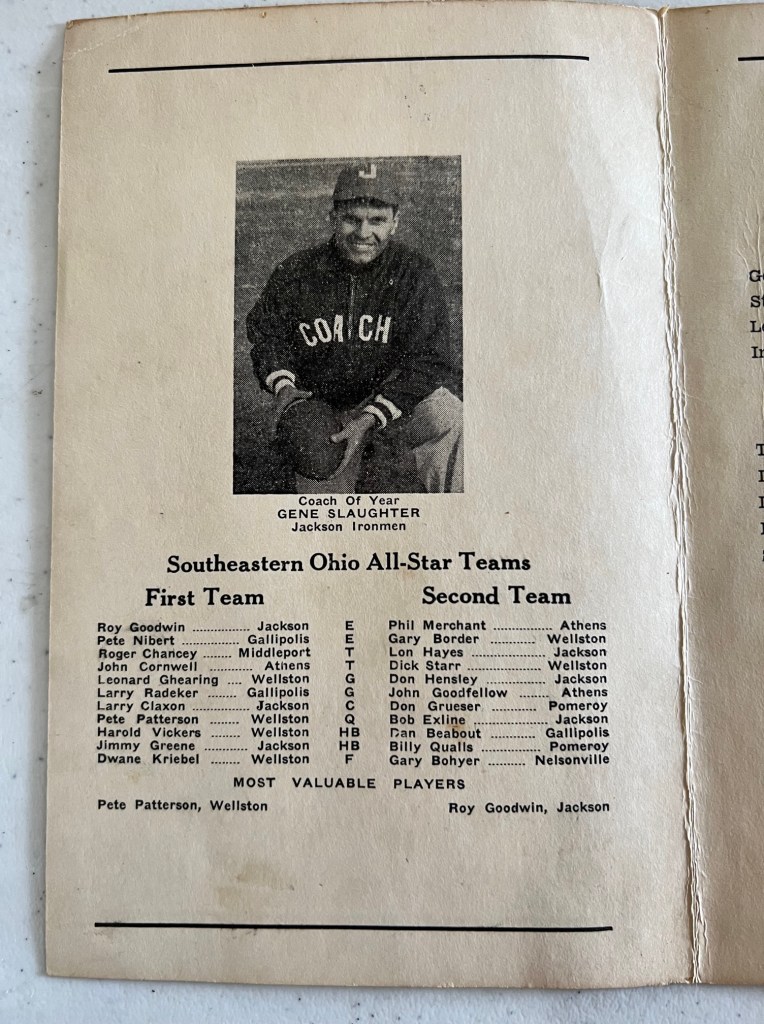 J
COACH
Coach Of Year
GENE SLAUGHTER
Jackson Ironmen
Southeastern Ohio All-Star Teams
First Team Second Team
Roy Goodwin ............... Jackson E Phil Merchant ............... Athens
Pete Nibert ............... Gallipolis E Gary Border ........... Wellston
Roger Chancey ........ Middleport T Lon Hayes ................... Jackson
John Cornwell ........... Athens T Dick Starr .................. Wellston
Leonard Ghearing .... Wellston G Don Hensley ............... Jackson
Larry Radeker ........ Gallipolis G John Goodfellow ........ Athens
Larry Claxon ............. Jackson C Don Grueser ........... Pomeroy
Pete Patterson ........ Wellston Q Bob Exline ................... Jackson
Harold Vickers ........ Wellston HB Dan Beabout .......... Gallipolis
Jimmy Greene ............. Jackson HB Billy Qualls ............... Pomeroy
Dwane Kriebel ........ Wellston F Gary Bohyer .......... Nelsonville
MOST VALUABLE PLAYERS
Pete Patterson, Wellston Roy Goodwin, Jackson